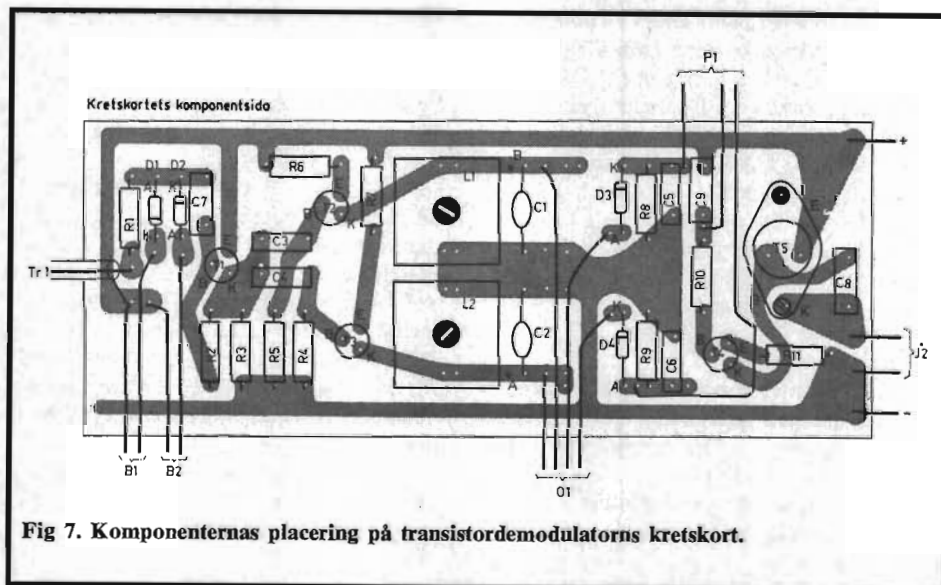 P1
Kretskortets komponentsida
+
D1 D2
R6
L1
B
K
E
A
K
R1
C7
D3
R8
C5
C9
C1
K
A
E
B
K
C3
A
T5
Tr 1
C4
R10
C8
L2
K
K
R2
R3
R5
R4
C2
D4
R9
C6
J2
A
A
-
B1
B2
O1
Fig 7. Komponenternas placering på transistordemodulatorns kretskort.